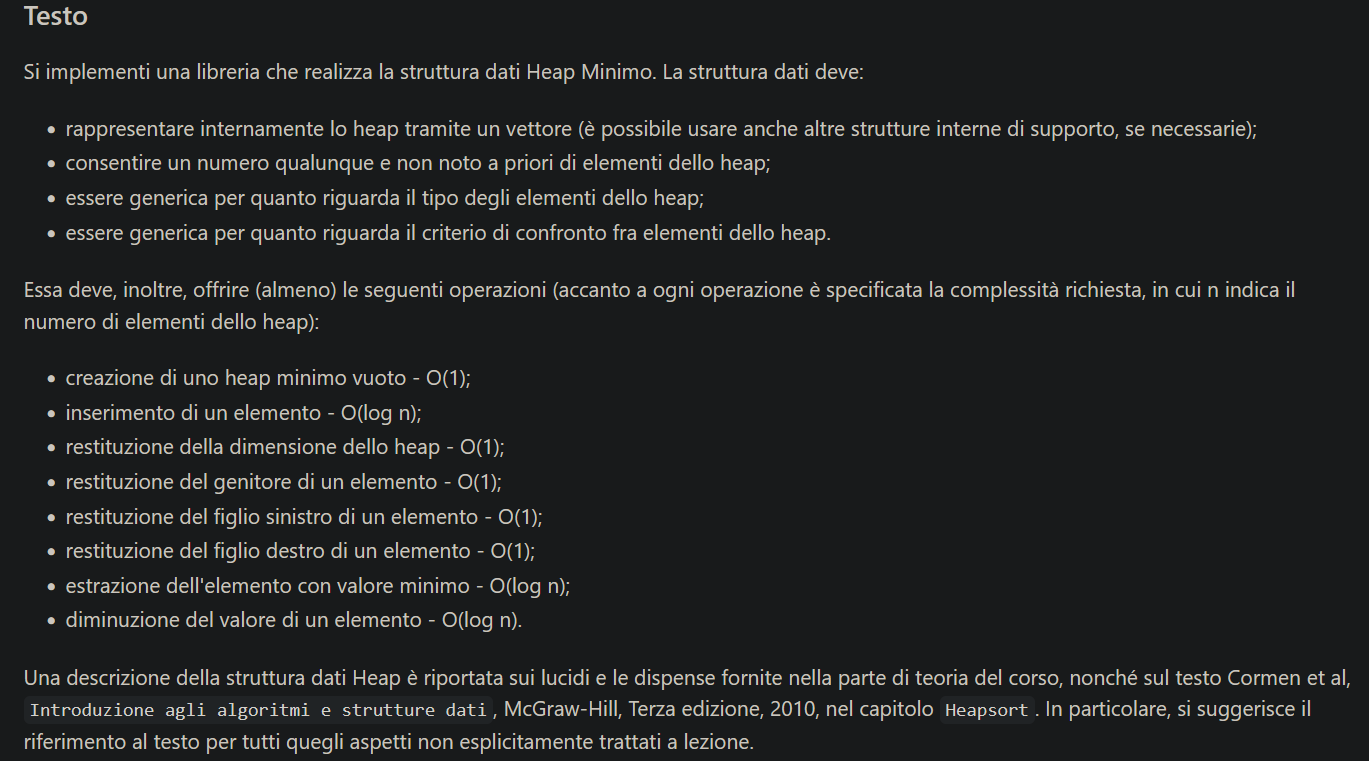 Testo
Si implementi una libreria che realizza la struttura dati Heap Minimo. La struttura dati deve:
• rappresentare internamente lo heap tramite un vettore (è possibile usare anche altre strutture interne di supporto, se necessarie);
• consentire un numero qualunque e non noto a priori di elementi dello heap;
• essere generica per quanto riguarda il tipo degli elementi dello heap;
• essere generica per quanto riguarda il criterio di confronto fra elementi dello heap.
Essa deve, inoltre, offrire (almeno) le seguenti operazioni (accanto a ogni operazione è specificata la complessità richiesta, in cui n indica il
numero di elementi dello heap):
• creazione di uno heap minimo vuoto - O(1);
• inserimento di un elemento - O(log n);
• restituzione della dimensione dello heap - O(1);
• restituzione del genitore di un elemento - O(1);
• restituzione del figlio sinistro di un elemento - O(1);
• restituzione del figlio destro di un elemento - O(1);
• estrazione dell'elemento con valore minimo - O(log n);
• diminuzione del valore di un elemento - O(log n).
Una descrizione della struttura dati Heap è riportata sui lucidi e le dispense fornite nella parte di teoria del corso, nonché sul testo Cormen et al,
Introduzione agli algoritmi e strutture dati, McGraw-Hill, Terza edizione, 2010, nel capitolo Heapsort. In particolare, si suggerisce il
riferimento al testo per tutti quegli aspetti non esplicitamente trattati a lezione.